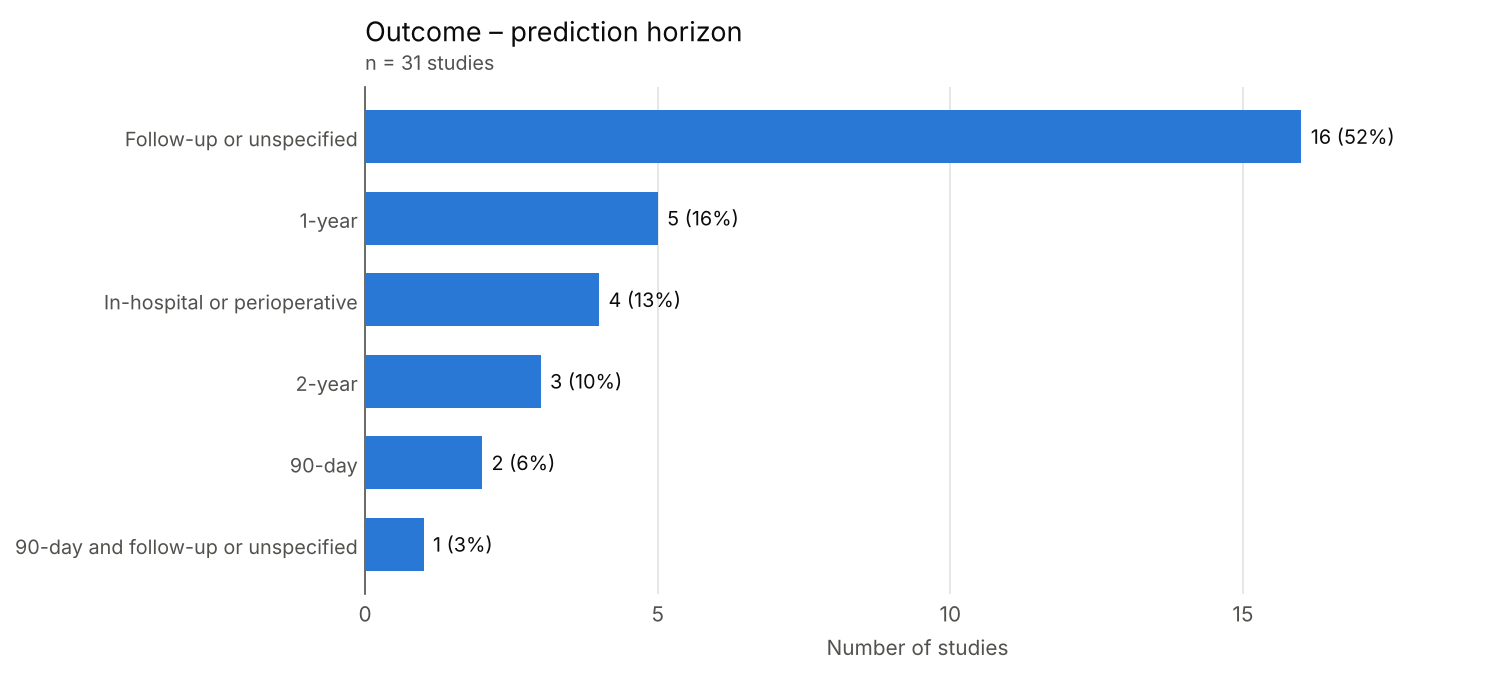 Outcome – prediction horizon
n = 31 studies
Follow-up or unspecified 16 (52%)
1-year 5 (16%)
In-hospital or perioperative 4 (13%)
2-year 3 (10%)
90-day 2 (6%)
90-day and follow-up or unspecified 1 (3%)
0 5 10 15
Number of studies